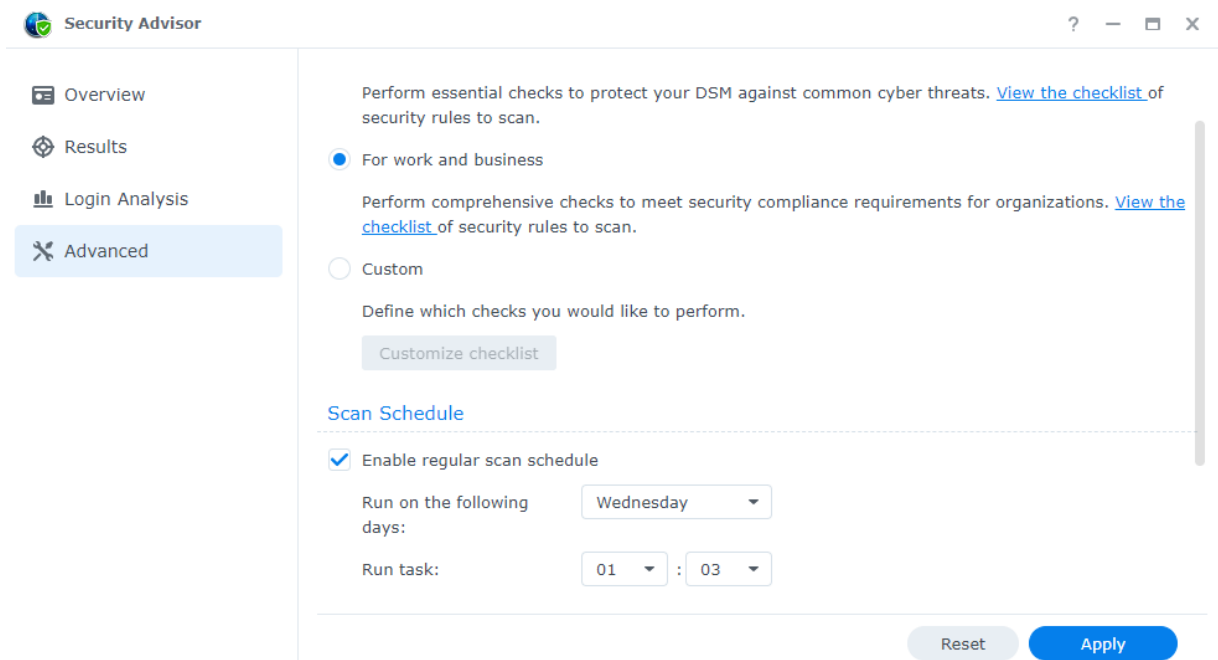 Security Advisor
?
Overview
Results
Login Analysis
Advanced
Perform essential checks to protect your DSM against common cyber threats. View the checklist of
security rules to scan.
For work and business
Perform comprehensive checks to meet security compliance requirements for organizations. View the
checklist of security rules to scan.
Custom
Define which checks you would like to perform.
Customize checklist
Scan Schedule
Enable regular scan schedule
Run on the following
days:
Wednesday
Run task:
01 : 03
Reset
Apply